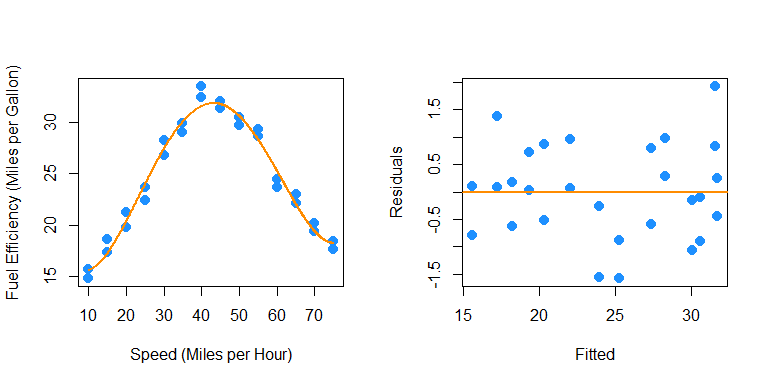 Fuel Efficiency (Miles per Gallon)
30
25
20
15
10 20 30 40 50 60 70
Speed (Miles per Hour)
Residuals
1.5
0.5
-0.5
-1.5
15 20 25 30
Fitted